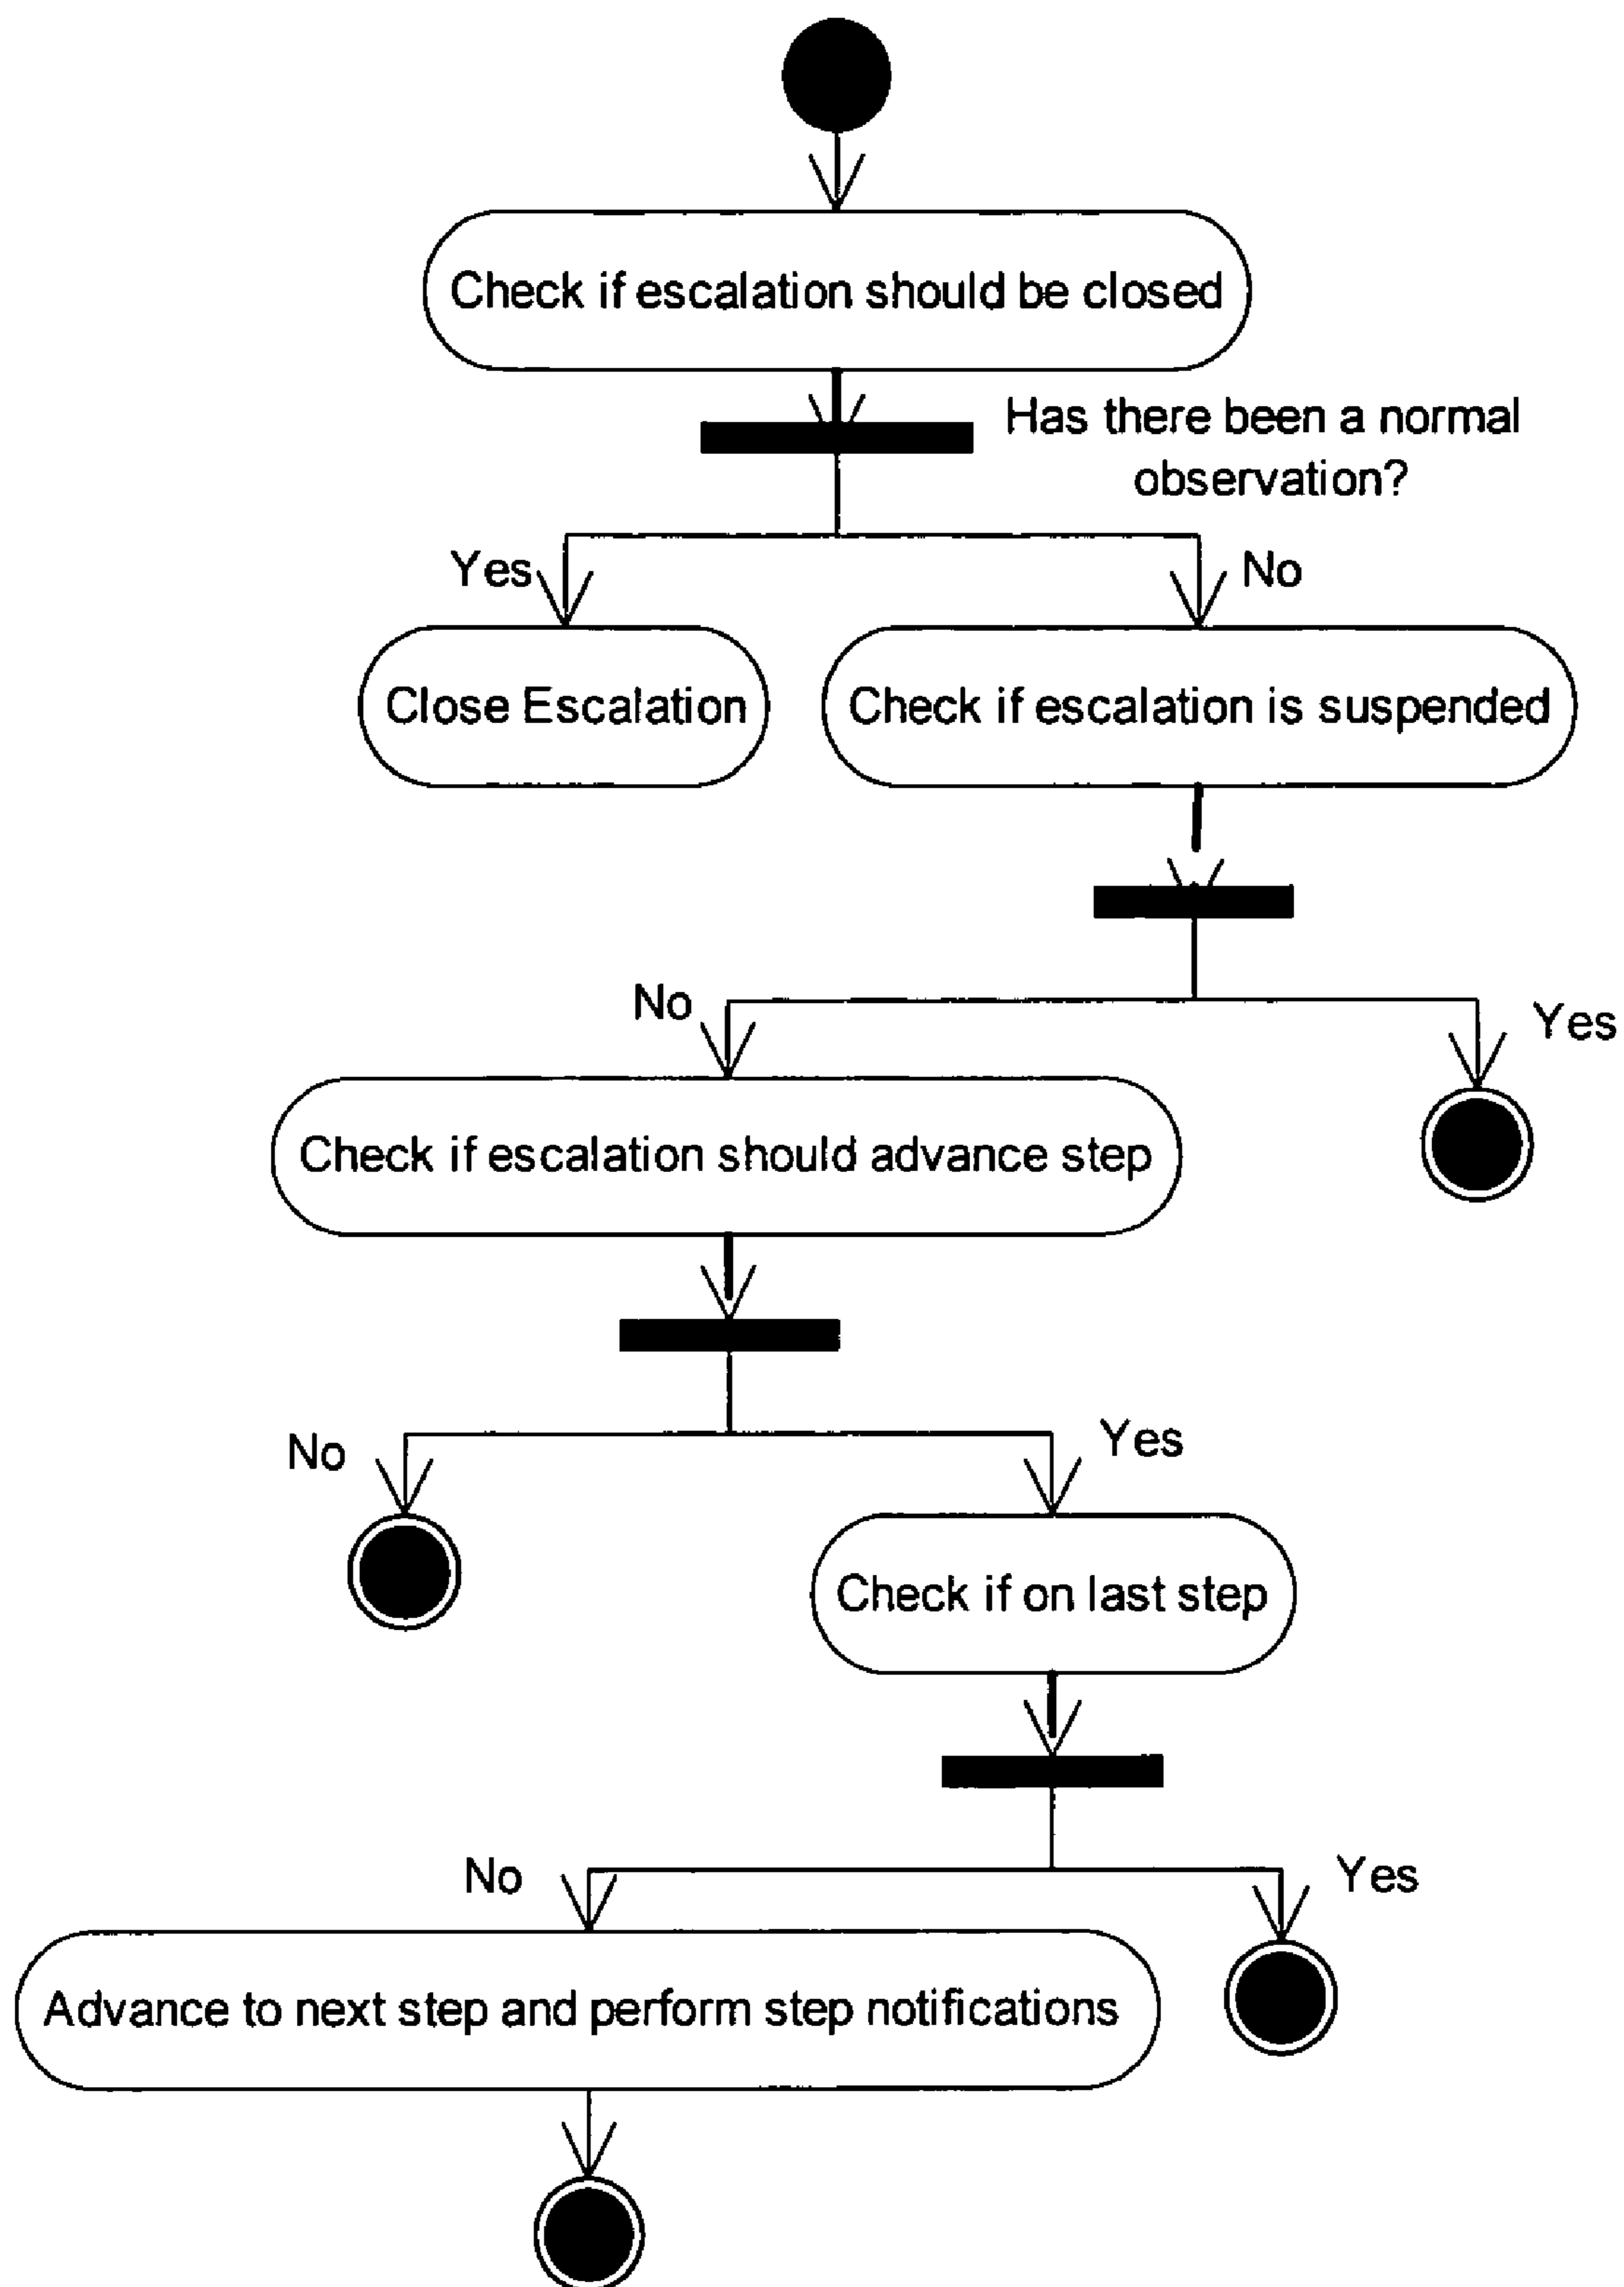 Check if escalation should be closed
Has there been a normal
observation?
Yes
No
Close Escalation
Check if escalation is suspended
No
Yes
Check if escalation should advance step
No
Yes
Check if on last step
No
Yes
Advance to next step and perform step notifications